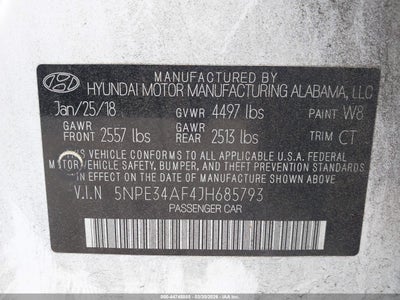 MANUFACTURED BY
HYUNDAI MOTOR MANUFACTURING ALABAMA, LLC
Jan/25/18 GVWR 4497 lbs PAINT W8
GAWR FRONT 2557 lbs GAWR REAR 2513 lbs TRIM CT
THIS VEHICLE CONFORMS TO ALL APPLICABLE U.S. FEDERAL
MOTOR VEHICLE SAFETY, BUMPER, AND THEFT PREVENTION STANDARDS
IN EFFECT ON THE DATE OF MANUFACTURE SHOWN ABOVE.
V.I.N 5NPE34AF4JH685793
PASSENGER CAR